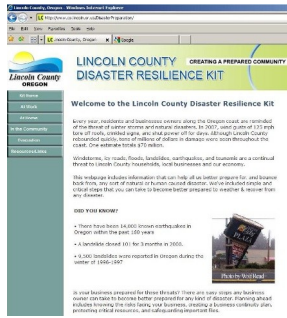 Lincoln County, Oregon - Windows Internet Explorer
File Edit View Favorites Tools Help
Lincoln County, Oregon
Google
Lincoln County
OREGON
LINCOLN COUNTY
DISASTER RESILIENCE KIT
CREATING A PREPARED COMMUNITY
At Home
At Work
In the Community
Resources/Links
Welcome to the Lincoln County Disaster Resilience Kit
Every year, residents and businesses owners along the Oregon coast are reminded
of the threat of winter storms and natural disasters. In 2007, wind gusts of 125 mph
tore off roofs, twisted signs, and shut power off for days. Although Lincoln County
rebounded quickly, tens of millions of dollars in damage were seen throughout the
coast. One estimate totals $70 million.
Windstorms, icy roads, floods, landslides, earthquakes, and tsunamis are a continual
threat to Lincoln County households, local businesses and our economy.
This webpage includes information that can help all us better prepare for, and bounce
back from, any sort of natural or human caused disaster. We've included simple and
critical steps that you can take to become better prepared to weather & recover from
any disaster.
DID YOU KNOW?
• There have been 14,000 known earthquakes in
Oregon within the past 160 years
• A landslide closed 101 for 3 months in 2000.
• 9,500 landslides were reported in Oregon during the
winter of 1996-1997
Photo by Wolf Read
Is your business prepared for these threats? There are easy steps any business
owner can take to become better prepared for any kind of disaster. Planning ahead
includes knowing the risks facing your business, creating a business continuity plan,
protecting critical resources, and safeguarding important files.